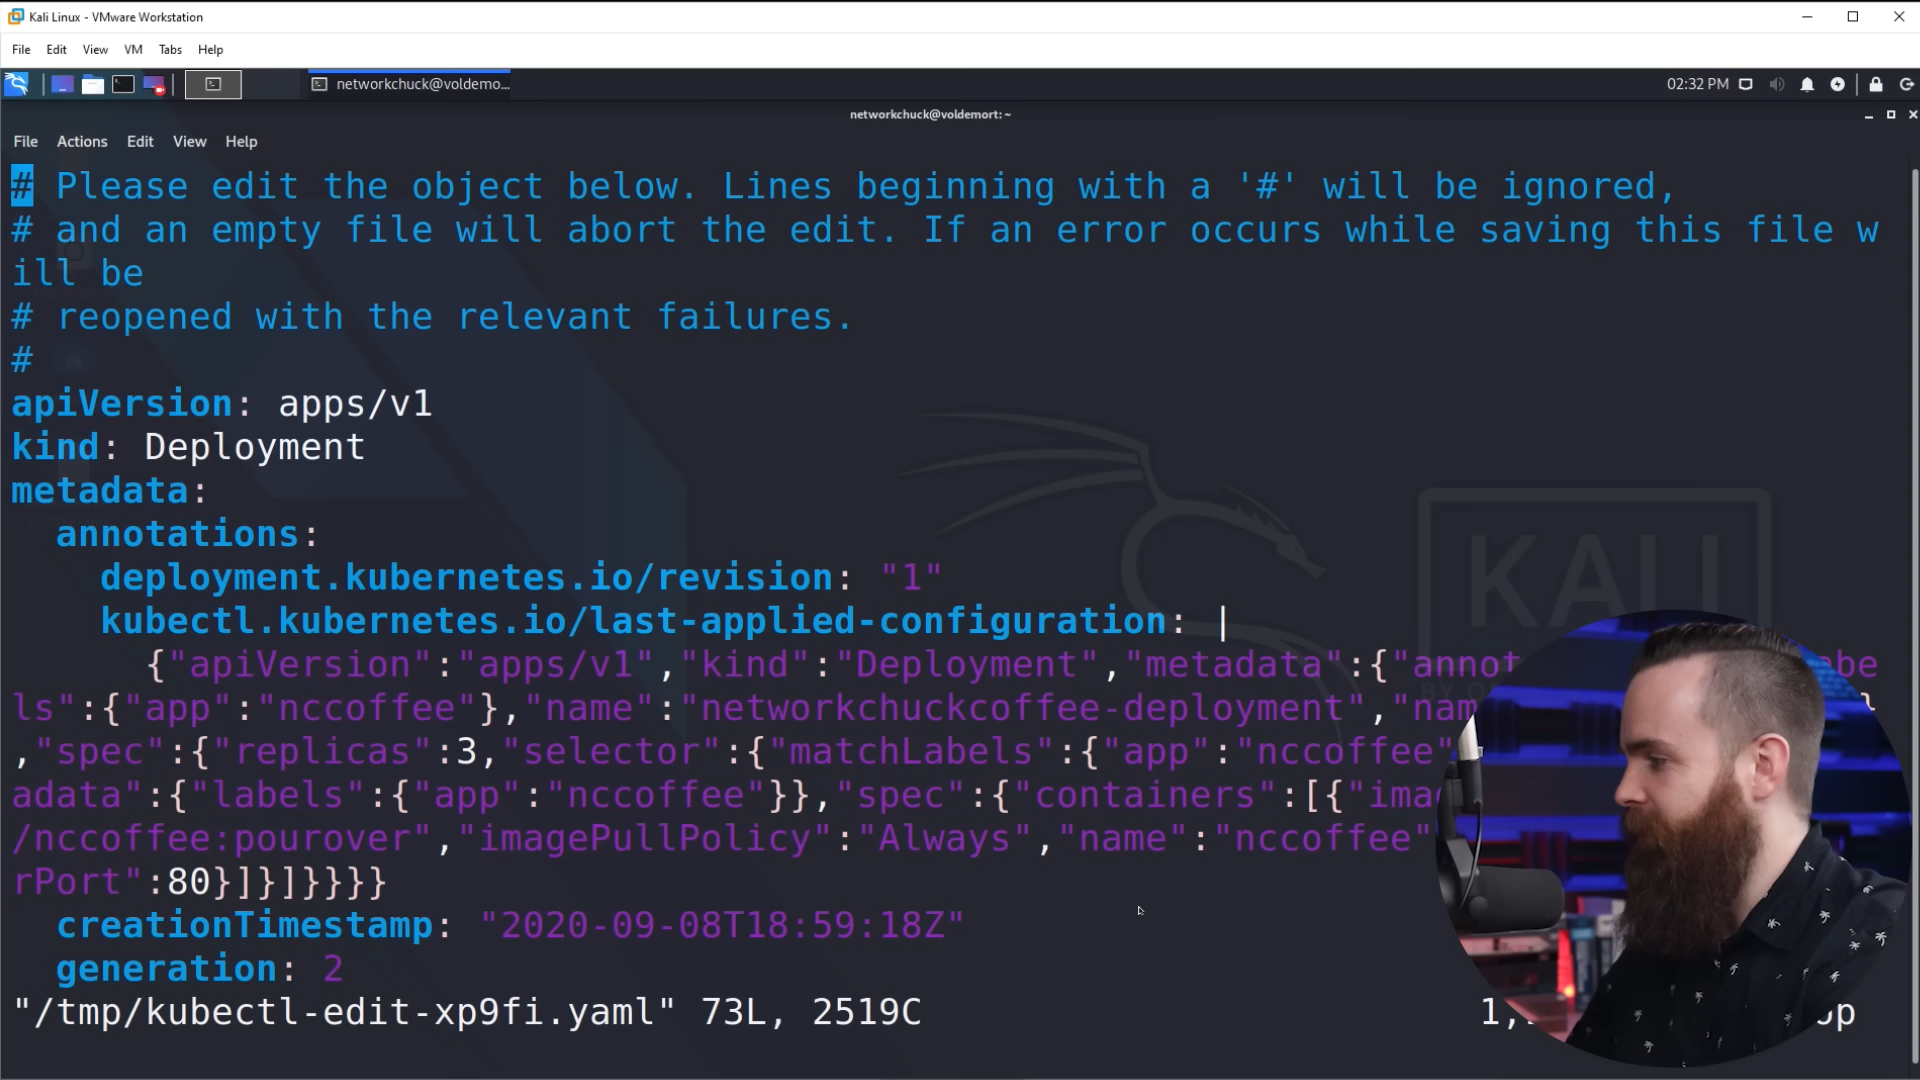 Kali Linux - VMware Workstation
File Edit View VM Tabs Help
networkchuck@voldemo... 02:32 PM
networkchuck@voldemort: ~
File Actions Edit View Help
# Please edit the object below. Lines beginning with a '#' will be ignored,
# and an empty file will abort the edit. If an error occurs while saving this file w
ill be
# reopened with the relevant failures.
#
apiVersion: apps/v1
kind: Deployment
metadata:
  annotations:
    deployment.kubernetes.io/revision: "1"
    kubectl.kubernetes.io/last-applied-configuration: |
      {"apiVersion":"apps/v1","kind":"Deployment","metadata":{"annot abe
ls":{"app":"nccoffee"},"name":"networkchuckcoffee-deployment","nam }
,"spec":{"replicas":3,"selector":{"matchLabels":{"app":"nccoffee"
adata":{"labels":{"app":"nccoffee"}},"spec":{"containers":[{"ima
/nccoffee:pourover","imagePullPolicy":"Always","name":"nccoffee"
rPort":80}]}]}}}}
  creationTimestamp: "2020-09-08T18:59:18Z"
  generation: 2
"/tmp/kubectl-edit-xp9fi.yaml" 73L, 2519C 1,
KALI